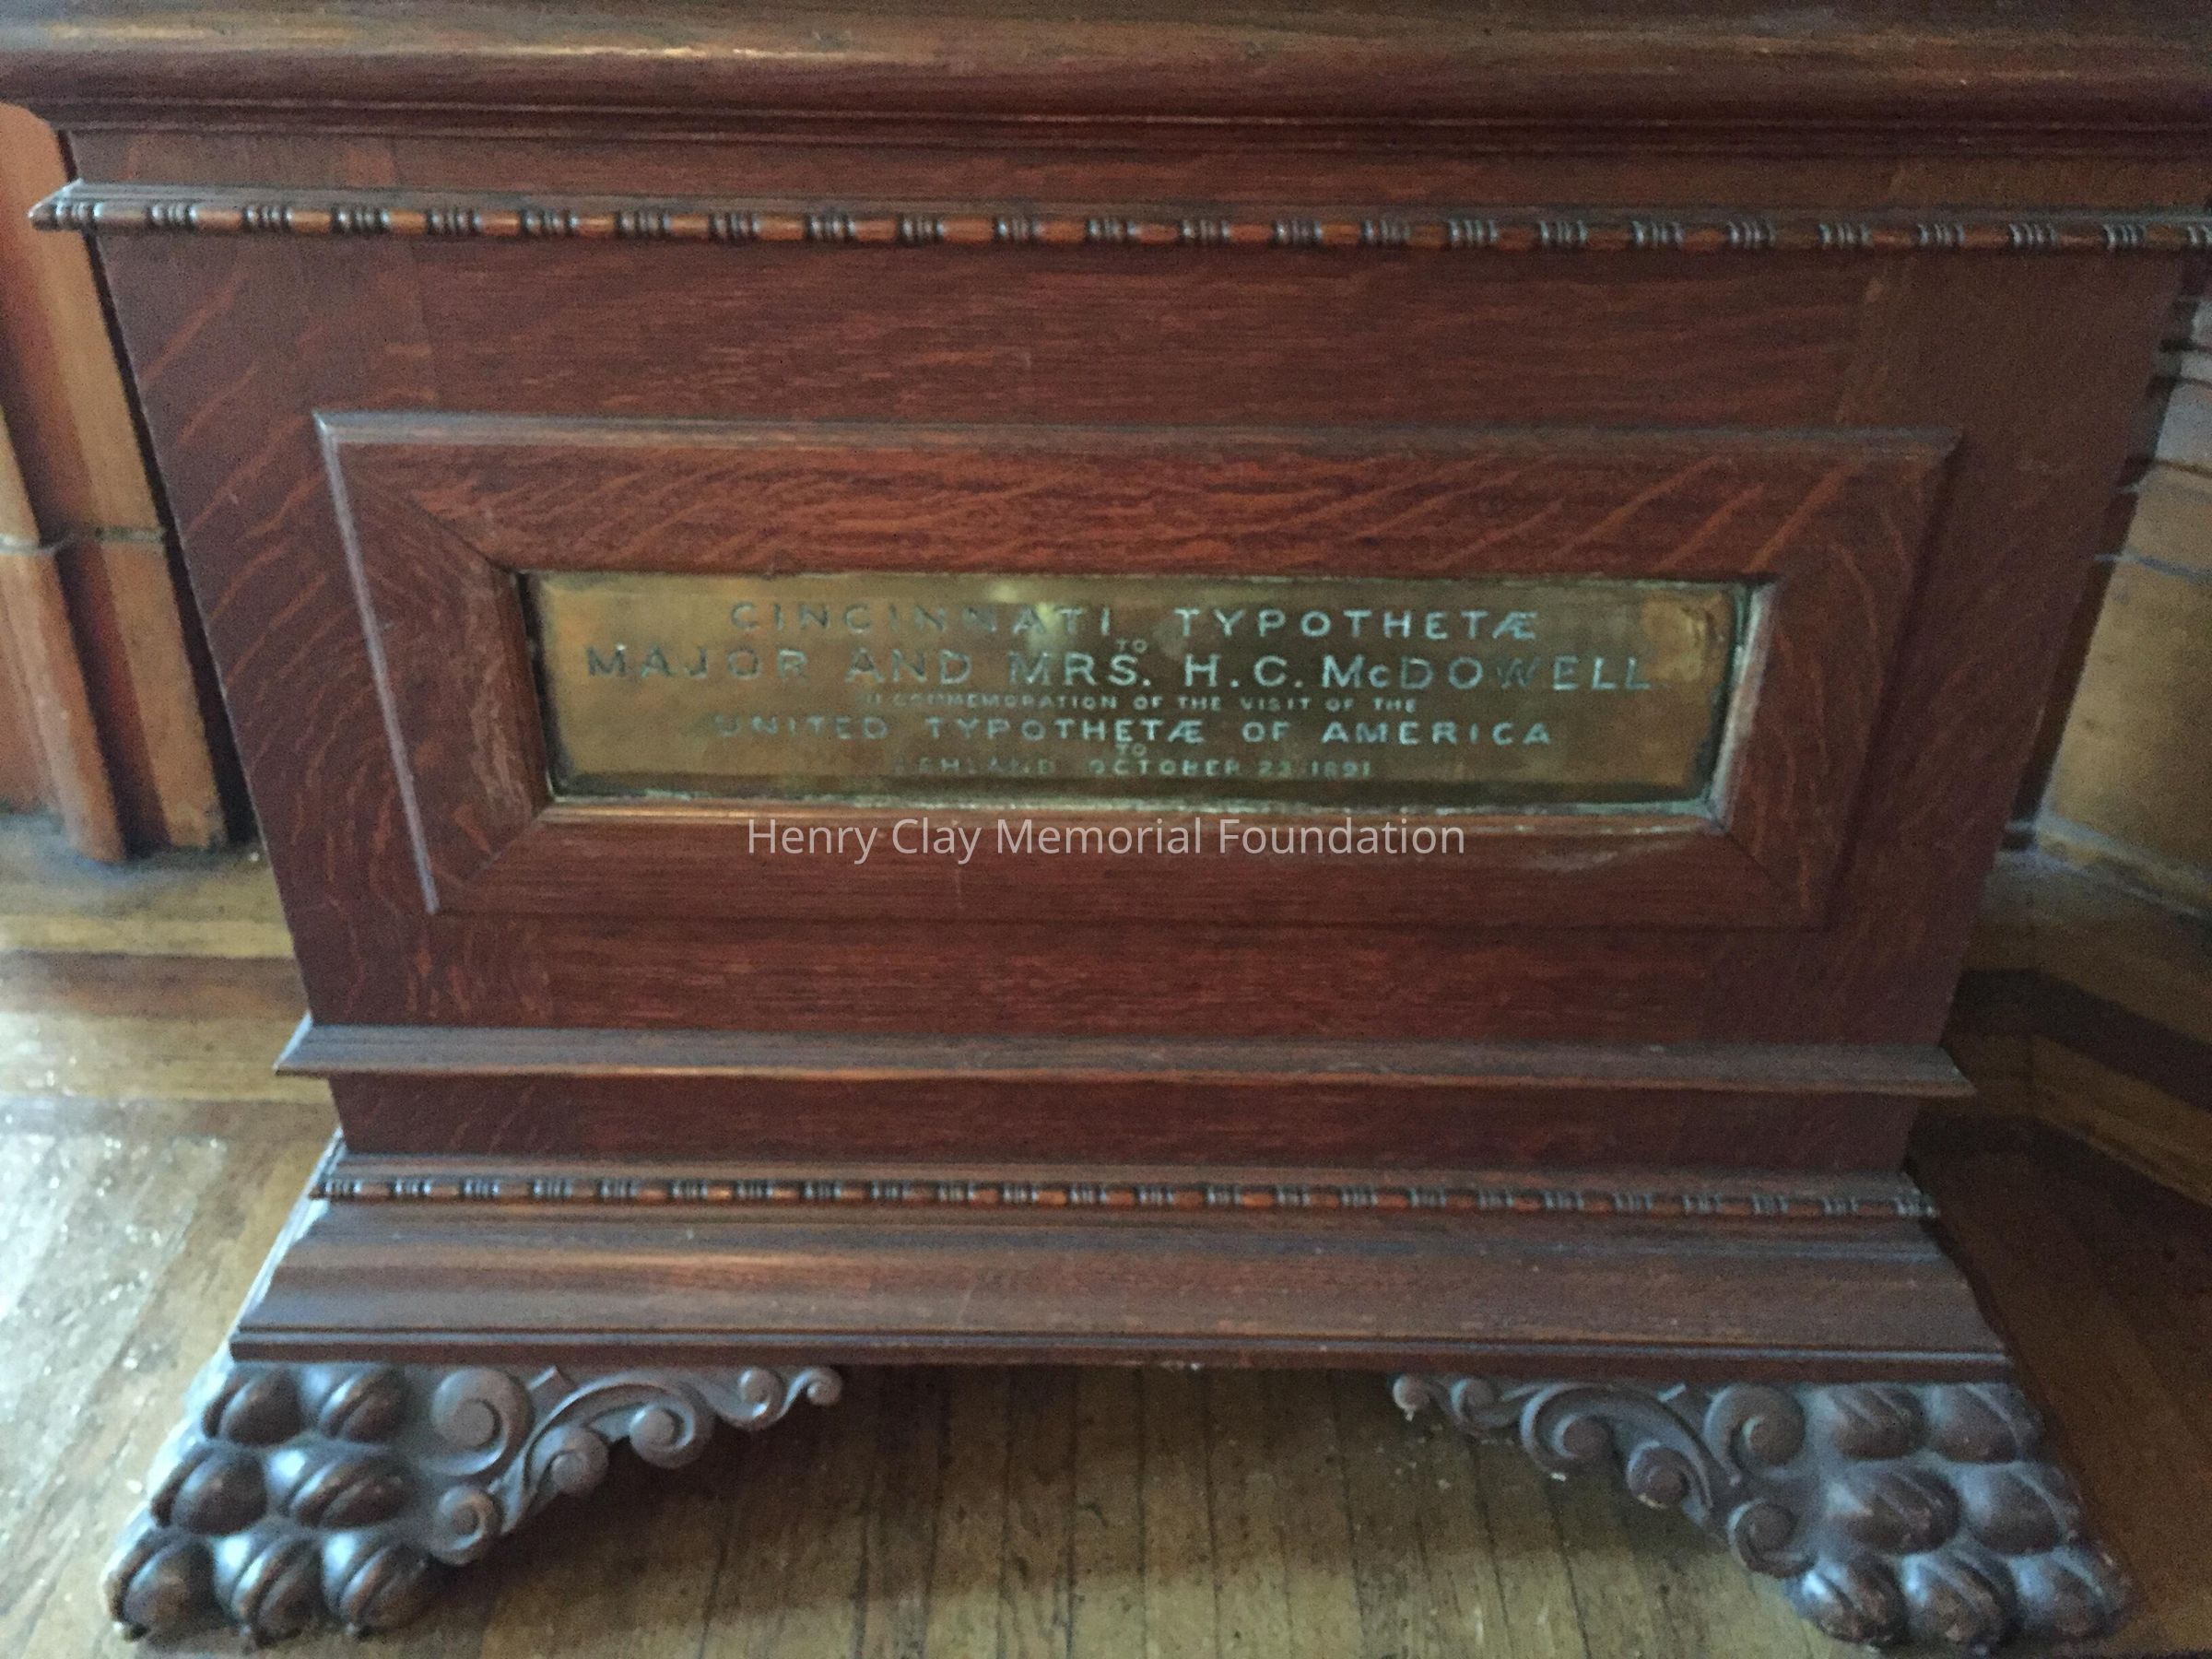 CINCINNATI TYPOTHETÆ
TO
MAJOR AND MRS. H.C. McDOWELL
IN COMMEMORATION OF THE VISIT OF THE
UNITED TYPOTHETÆ OF AMERICA
TO
ASHLAND OCTOBER 23 1891
Henry Clay Memorial Foundation